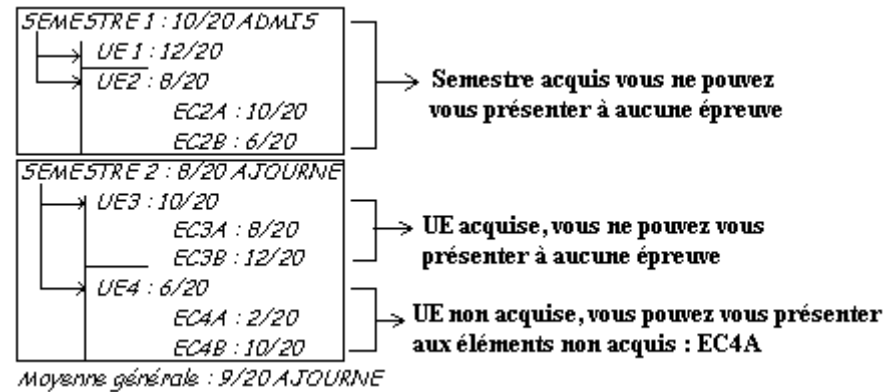 SEMESTRE 1 : 10/20 ADMIS
UE 1 : 12/20
UE2 : 8/20
EC2A : 10/20
EC2B : 6/20
Semestre acquis vous ne pouvez
vous présenter à aucune épreuve
SEMESTRE 2 : 8/20 AJOURNE
UE3 : 10/20
EC3A : 8/20
EC3B : 12/20
UE acquise, vous ne pouvez vous
présenter à aucune épreuve
UE4 : 6/20
EC4A : 2/20
EC4B : 10/20
UE non acquise, vous pouvez vous présenter
aux éléments non acquis : EC4A
Moyenne générale : 9/20 AJOURNE